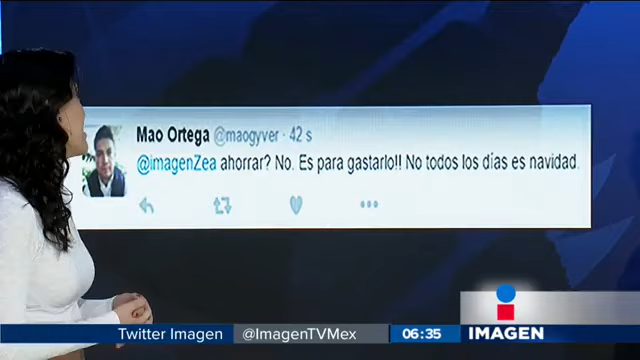 Mao Ortega @maogyver · 42 s
@imagenZea ahorrar? No. Es para gastarlo!! No todos los días es navidad.
Twitter Imagen @ImagenTVMex 06:35 IMAGEN